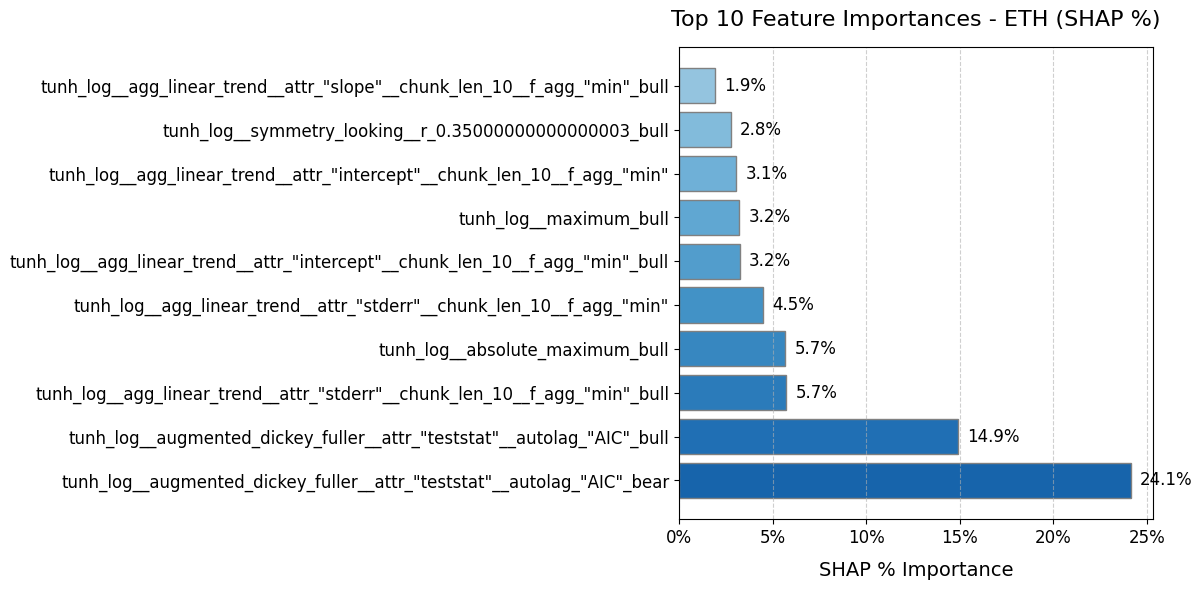 Top 10 Feature Importances - ETH (SHAP %)
tunh_log__agg_linear_trend__attr_"slope"__chunk_len_10__f_agg_"min"_bull 1.9%
tunh_log__symmetry_looking__r_0.35000000000000003_bull 2.8%
tunh_log__agg_linear_trend__attr_"intercept"__chunk_len_10__f_agg_"min" 3.1%
tunh_log__maximum_bull 3.2%
tunh_log__agg_linear_trend__attr_"intercept"__chunk_len_10__f_agg_"min"_bull 3.2%
tunh_log__agg_linear_trend__attr_"stderr"__chunk_len_10__f_agg_"min" 4.5%
tunh_log__absolute_maximum_bull 5.7%
tunh_log__agg_linear_trend__attr_"stderr"__chunk_len_10__f_agg_"min"_bull 5.7%
tunh_log__augmented_dickey_fuller__attr_"teststat"__autolag_"AIC"_bull 14.9%
tunh_log__augmented_dickey_fuller__attr_"teststat"__autolag_"AIC"_bear 24.1%
0% 5% 10% 15% 20% 25%
SHAP % Importance